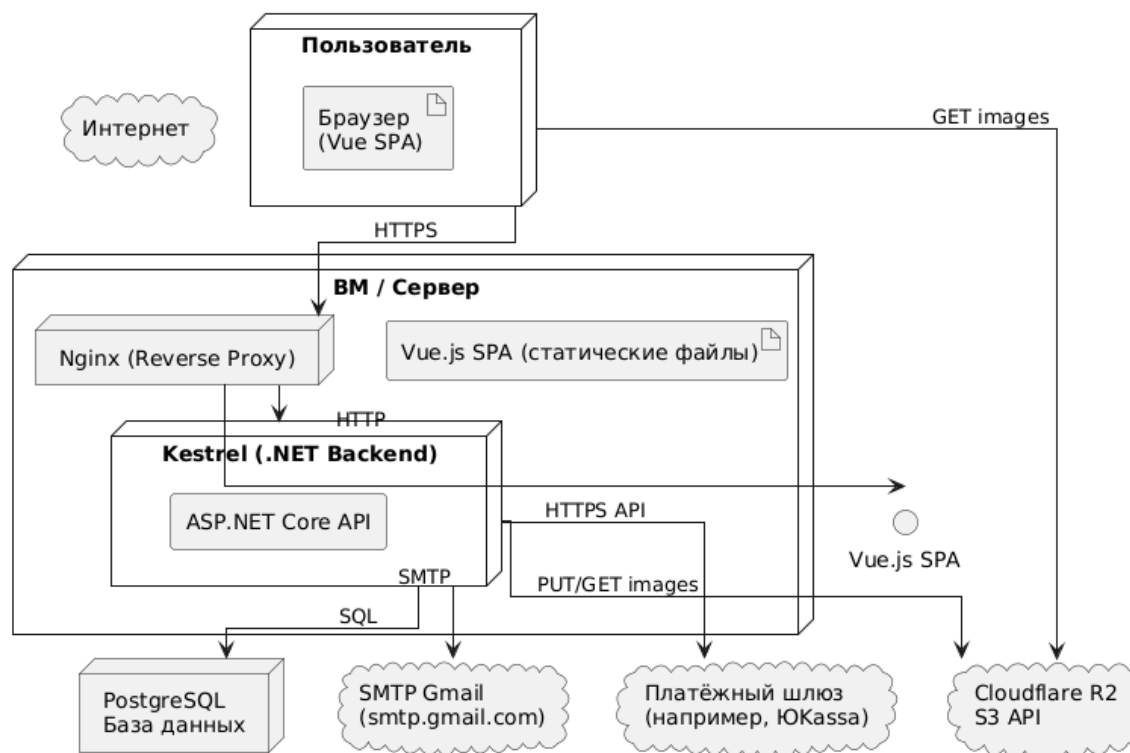 Пользователь
Интернет
Браузер
(Vue SPA)
GET images
HTTPS
ВМ / Сервер
Nginx (Reverse Proxy)
Vue.js SPA (статические файлы)
HTTP
Kestrel (.NET Backend)
ASP.NET Core API
HTTPS API
Vue.js SPA
SMTP
PUT/GET images
SQL
PostgreSQL
База данных
SMTP Gmail
(smtp.gmail.com)
Платёжный шлюз
(например, ЮKassa)
Cloudflare R2
S3 API